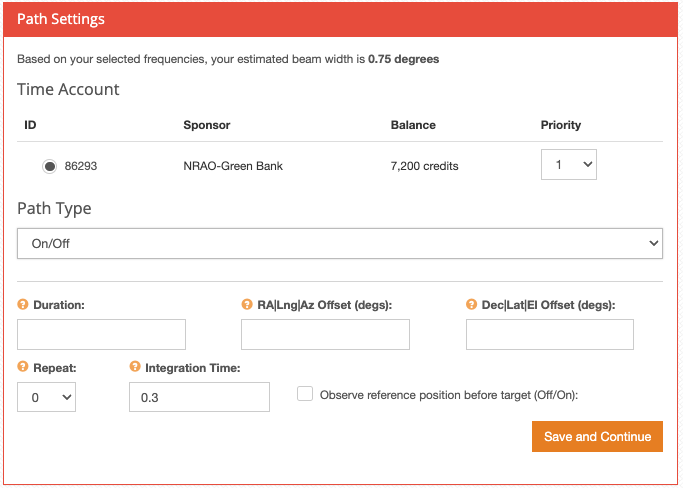 Path Settings
Based on your selected frequencies, your estimated beam width is 0.75 degrees
Time Account
ID Sponsor Balance Priority
86293 NRAO-Green Bank 7,200 credits 1
Path Type
On/Off
? Duration: ? RA|Lng|Az Offset (degs): ? Dec|Lat|El Offset (degs):
? Repeat: ? Integration Time:
0 0.3 Observe reference position before target (Off/On):
Save and Continue